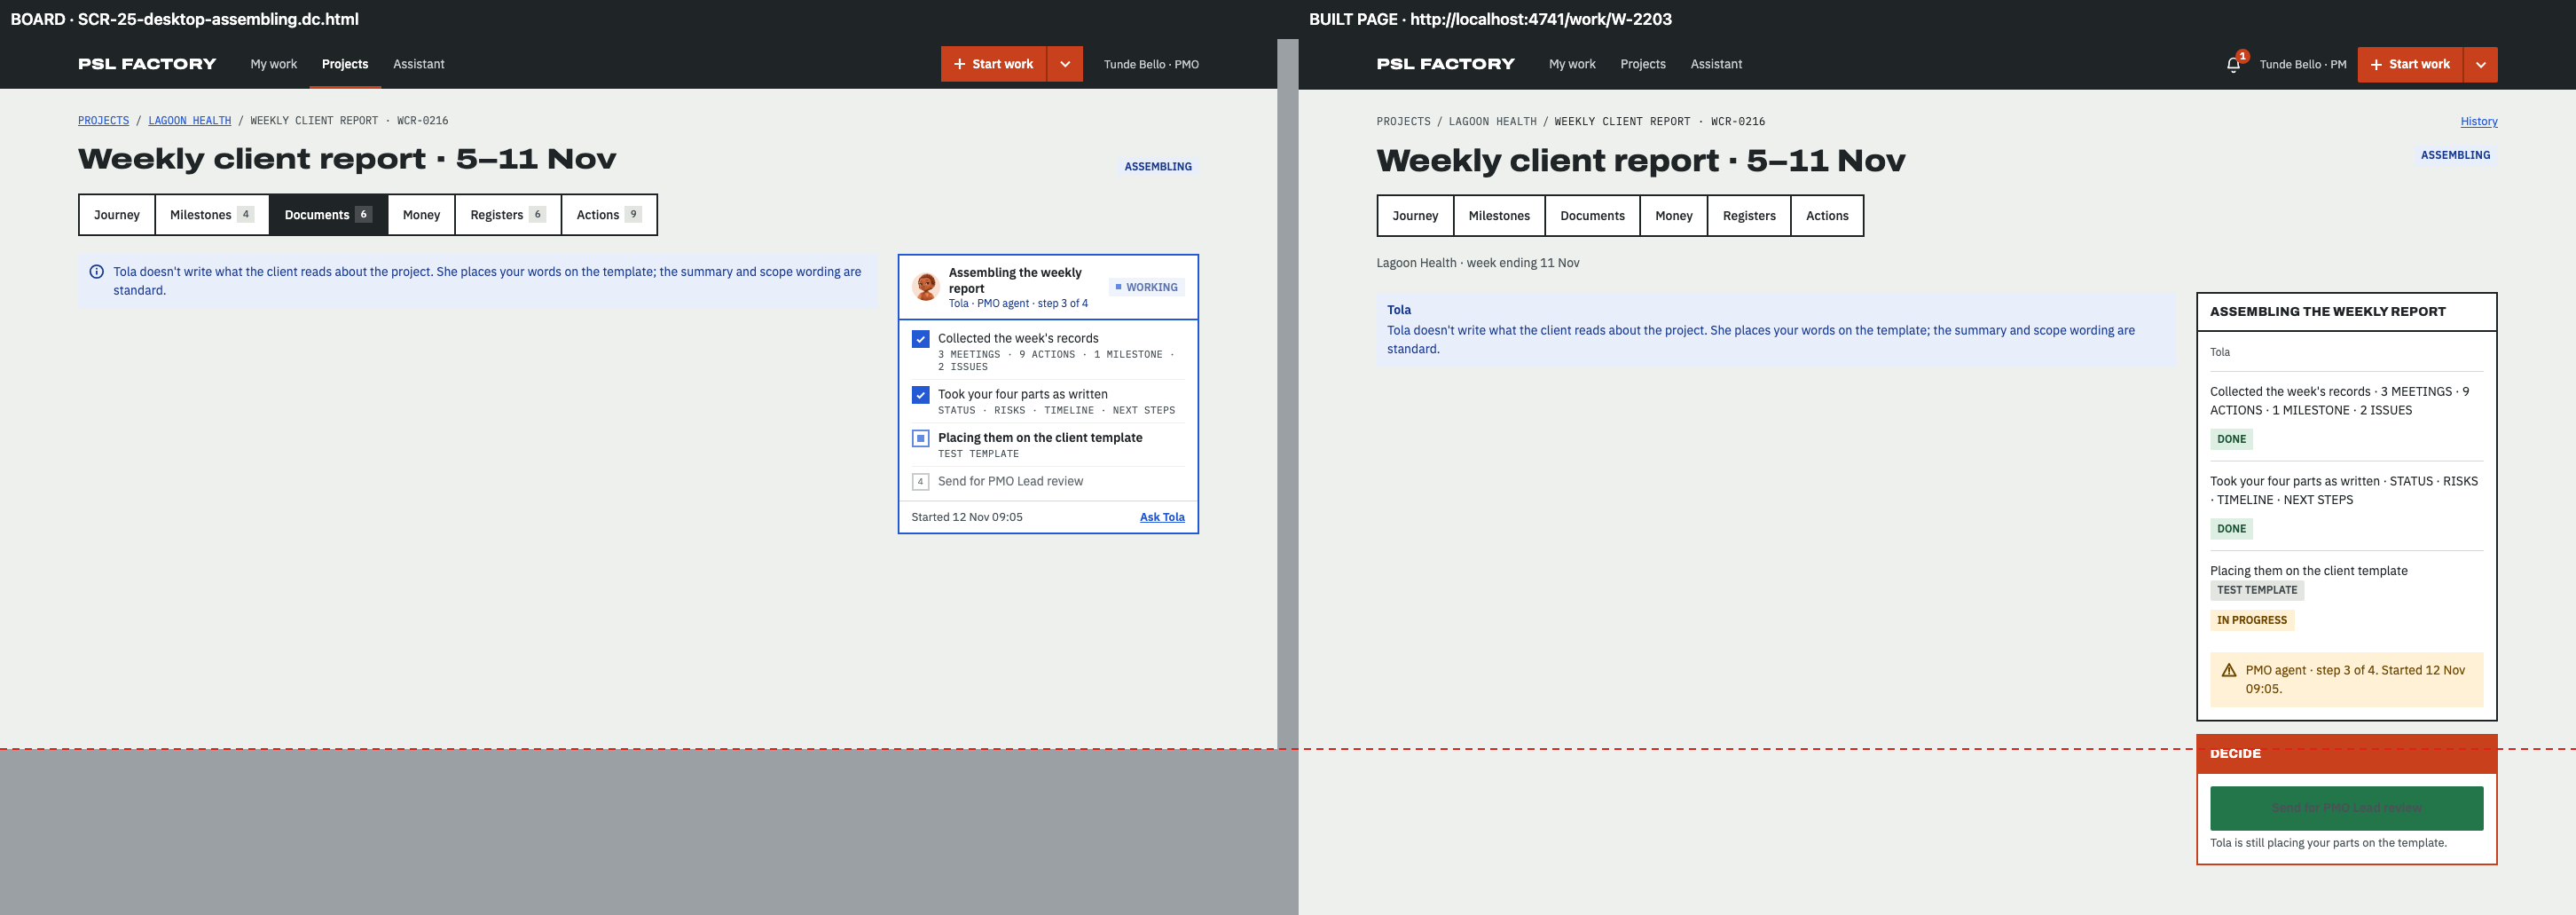 BOARD · SCR-25-desktop-assembling.dc.html
PSL FACTORY
My work
Projects
Assistant
+ Start work
Tunde Bello · PMO
PROJECTS / LAGOON HEALTH / WEEKLY CLIENT REPORT · WCR-0216
Weekly client report · 5–11 Nov
ASSEMBLING
Journey
Milestones 4
Documents 6
Money
Registers 6
Actions 9
Tola doesn't write what the client reads about the project. She places your words on the template; the summary and scope wording are
standard.
Assembling the weekly
report
Tola · PMO agent · step 3 of 4
WORKING
Collected the week's records
3 MEETINGS · 9 ACTIONS · 1 MILESTONE ·
2 ISSUES
Took your four parts as written
STATUS · RISKS · TIMELINE · NEXT STEPS
Placing them on the client template
TEST TEMPLATE
4 Send for PMO Lead review
Started 12 Nov 09:05
Ask Tola
BUILT PAGE · http://localhost:4741/work/W-2203
PSL FACTORY
My work
Projects
Assistant
1
Tunde Bello · PM
+ Start work
PROJECTS / LAGOON HEALTH / WEEKLY CLIENT REPORT · WCR-0216
History
Weekly client report · 5–11 Nov
ASSEMBLING
Journey
Milestones
Documents
Money
Registers
Actions
Lagoon Health · week ending 11 Nov
Tola
Tola doesn't write what the client reads about the project. She places your words on the template; the summary and scope wording are
standard.
ASSEMBLING THE WEEKLY REPORT
Tola
Collected the week's records · 3 MEETINGS · 9
ACTIONS · 1 MILESTONE · 2 ISSUES
DONE
Took your four parts as written · STATUS · RISKS
· TIMELINE · NEXT STEPS
DONE
Placing them on the client template
TEST TEMPLATE
IN PROGRESS
PMO agent · step 3 of 4. Started 12 Nov
09:05.
DECIDE
Send for PMO Lead review
Tola is still placing your parts on the template.